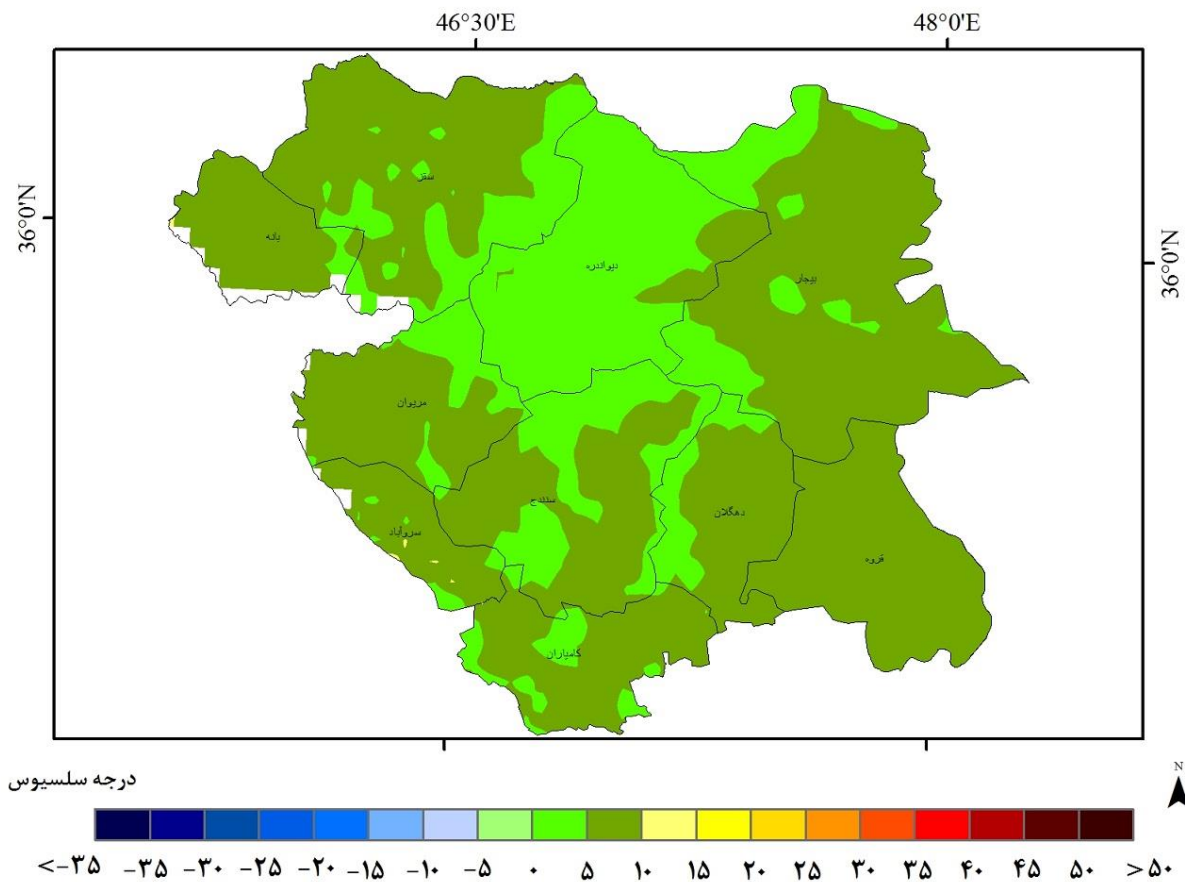 46°30'E 48°0'E
36°0'N
36°0'N
سقز
بانه
دیواندره
بیجار
مریوان
سنندج
دهگلان
سروآباد
قروه
کامیاران
درجه سلسیوس
N
<-۳۵ -۳۵ -۳۰ -۲۵ -۲۰ -۱۵ -۱۰ -۵ ۰ ۵ ۱۰ ۱۵ ۲۰ ۲۵ ۳۰ ۳۵ ۴۰ ۴۵ ۵۰ >۵۰